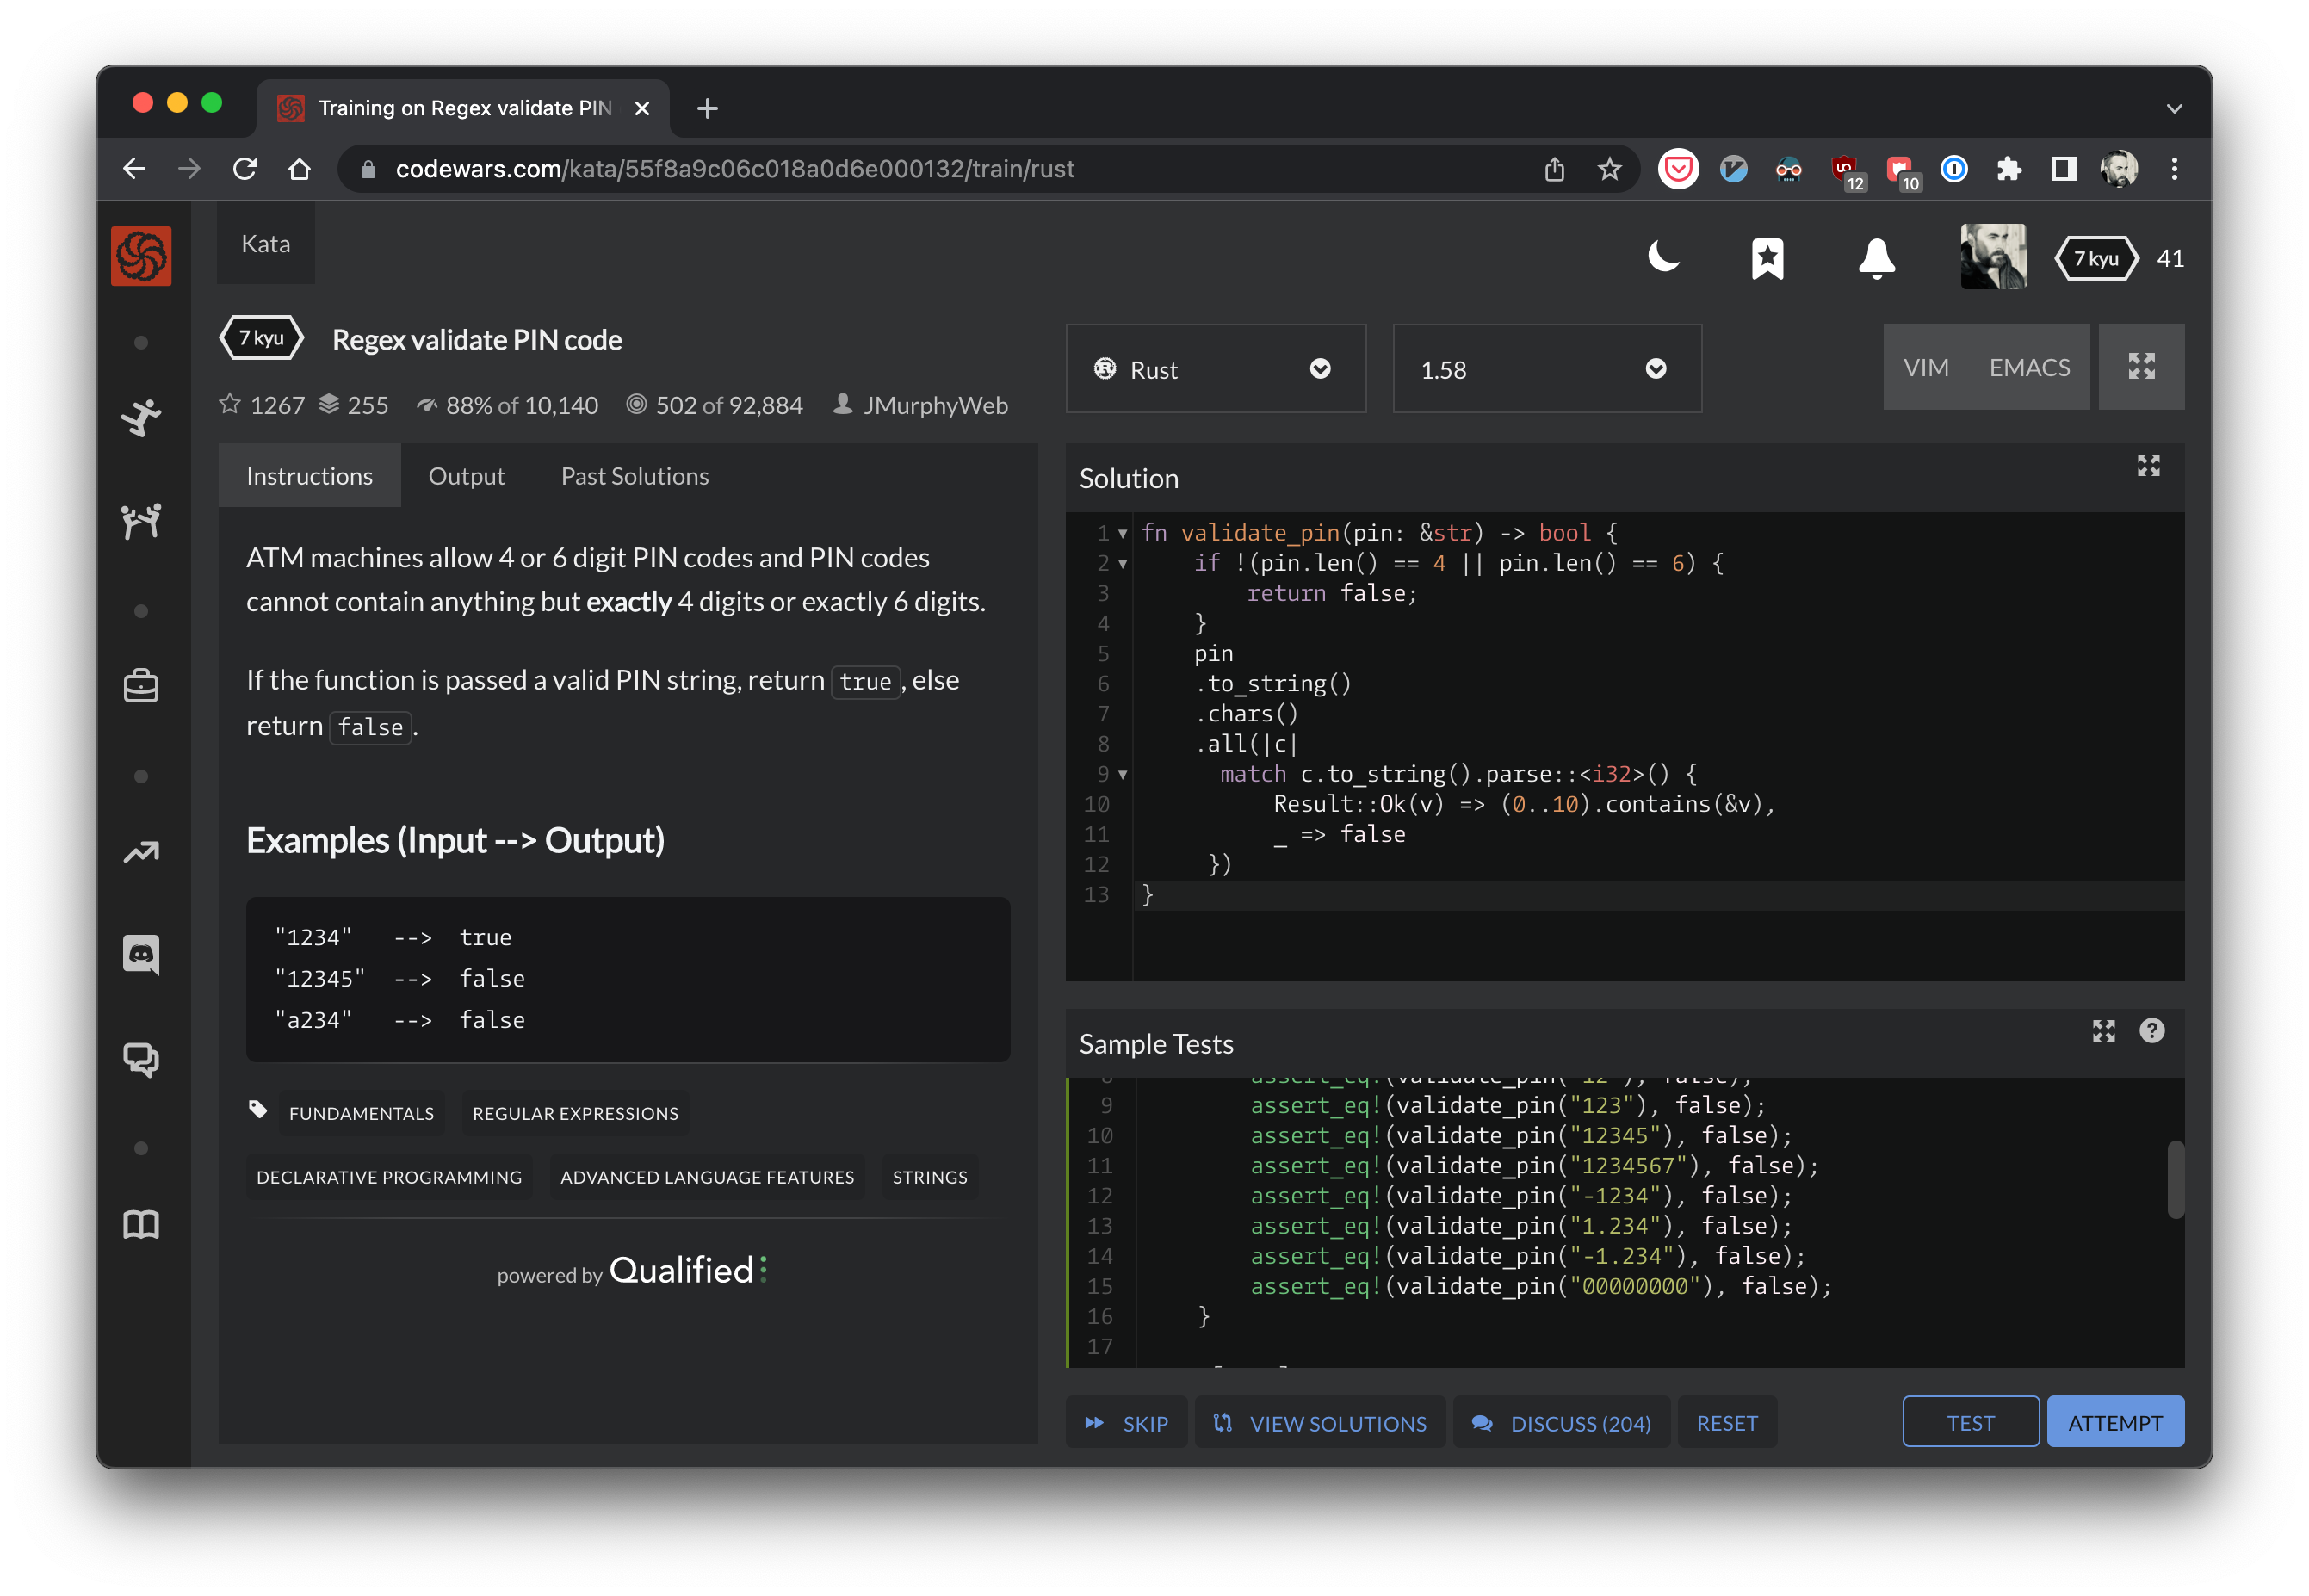 Training on Regex validate PIN
codewars.com/kata/55f8a9c06c018a0d6e000132/train/rust
12
10
Kata
7 kyu
41
7 kyu
Regex validate PIN code
1267
255
88% of 10,140
502 of 92,884
JMurphyWeb
Rust
1.58
VIM
EMACS
Instructions
Output
Past Solutions
ATM machines allow 4 or 6 digit PIN codes and PIN codes
cannot contain anything but exactly 4 digits or exactly 6 digits.
If the function is passed a valid PIN string, return true, else
return false.
Examples (Input --> Output)
"1234"   -->  true
"12345"  -->  false
"a234"   -->  false
FUNDAMENTALS
REGULAR EXPRESSIONS
DECLARATIVE PROGRAMMING
ADVANCED LANGUAGE FEATURES
STRINGS
powered by Qualified
Solution
1 fn validate_pin(pin: &str) -> bool {
2     if !(pin.len() == 4 || pin.len() == 6) {
3         return false;
4     }
5     pin
6     .to_string()
7     .chars()
8     .all(|c|
9       match c.to_string().parse::<i32>() {
10           Result::Ok(v) => (0..10).contains(&v),
11           _ => false
12      })
13 }
Sample Tests
8         assert_eq!(validate_pin("12"), false);
9         assert_eq!(validate_pin("123"), false);
10         assert_eq!(validate_pin("12345"), false);
11         assert_eq!(validate_pin("1234567"), false);
12         assert_eq!(validate_pin("-1234"), false);
13         assert_eq!(validate_pin("1.234"), false);
14         assert_eq!(validate_pin("-1.234"), false);
15         assert_eq!(validate_pin("00000000"), false);
16     }
17
SKIP
VIEW SOLUTIONS
DISCUSS (204)
RESET
TEST
ATTEMPT